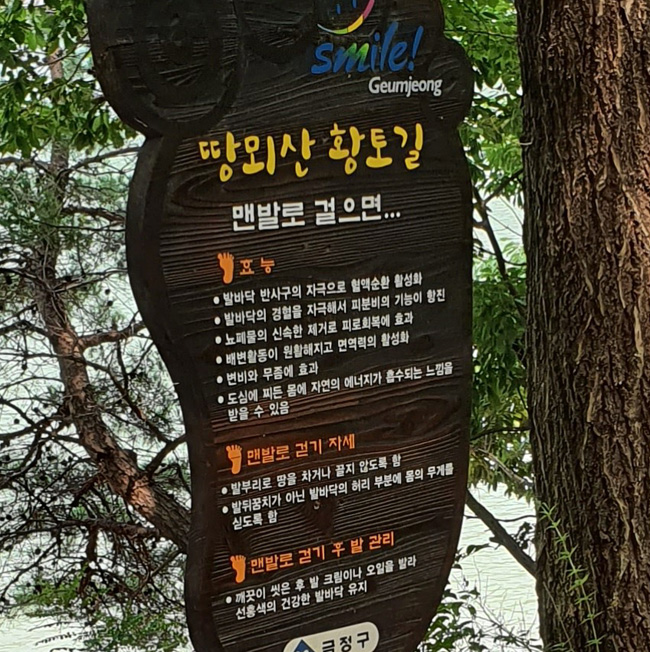 smile!
Geumjeong
땅뫼산 황토길
맨발로 걸으면...
효능
• 발바닥 반사구의 자극으로 혈액순환 활성화
• 발바닥의 경혈을 자극해서 피분비의 기능이 향진
• 뇨폐물의 신속한 제거로 피로회복에 효과
• 배변활동이 원활해지고 면역력의 활성화
• 변비와 무좀에 효과
• 도심에 찌든 몸에 자연의 에너지가 흡수되는 느낌을
받을 수 있음
맨발로 걷기 자세
• 발부리로 땅을 차거나 끌지 않도록 함
• 발뒤꿈치가 아닌 발바닥의 허리 부분에 몸의 무게를
싣도록 함
맨발로 걷기 후 발 관리
• 깨끗이 씻은 후 발 크림이나 오일을 발라
선홍색의 건강한 발바닥 유지
금정구